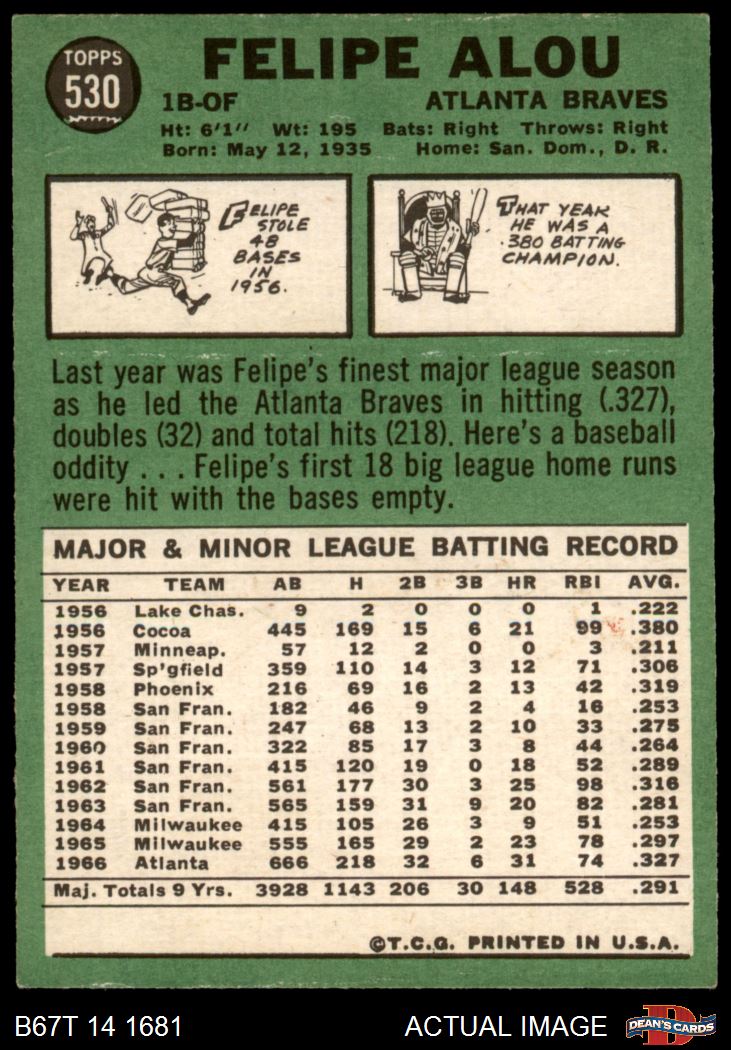 TOPPS
530
FELIPE ALOU
1B-OF
ATLANTA BRAVES
Ht: 6'1" Wt: 195 Bats: Right Throws: Right
Born: May 12, 1935 Home: San. Dom., D. R.
FELIPE
STOLE
48
BASES
IN
1956.
THAT YEAR
HE WAS A
.380 BATTING
CHAMPION.
Last year was Felipe's finest major league season
as he led the Atlanta Braves in hitting (.327),
doubles (32) and total hits (218). Here's a baseball
oddity . . . Felipe's first 18 big league home runs
were hit with the bases empty.
MAJOR & MINOR LEAGUE BATTING RECORD
YEAR TEAM AB H 2B 3B HR RBI AVG.
1956 Lake Chas. 9 2 0 0 0 1 .222
1956 Cocoa 445 169 15 6 21 99 .380
1957 Minneap. 57 12 2 0 0 3 .211
1957 Sp'gfield 359 110 14 3 12 71 .306
1958 Phoenix 216 69 16 2 13 42 .319
1958 San Fran. 182 46 9 2 4 16 .253
1959 San Fran. 247 68 13 2 10 33 .275
1960 San Fran. 322 85 17 3 8 44 .264
1961 San Fran. 415 120 19 0 18 52 .289
1962 San Fran. 561 177 30 3 25 98 .316
1963 San Fran. 565 159 31 9 20 82 .281
1964 Milwaukee 415 105 26 3 9 51 .253
1965 Milwaukee 555 165 29 2 23 78 .297
1966 Atlanta 666 218 32 6 31 74 .327
Maj. Totals 9 Yrs. 3928 1143 206 30 148 528 .291
©T.C.G. PRINTED IN U.S.A.
B67T 14 1681
ACTUAL IMAGE
D
DEAN'S CARDS